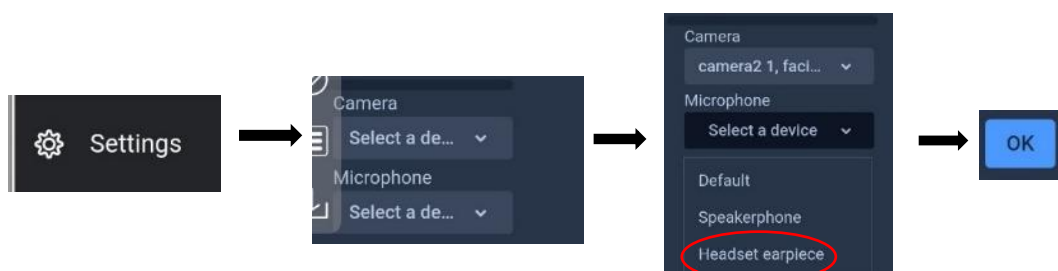 Settings
Camera
Select a de...
Microphone
Select a de...
Camera
camera2 1, faci...
Microphone
Select a device
Default
Speakerphone
Headset earpiece
OK